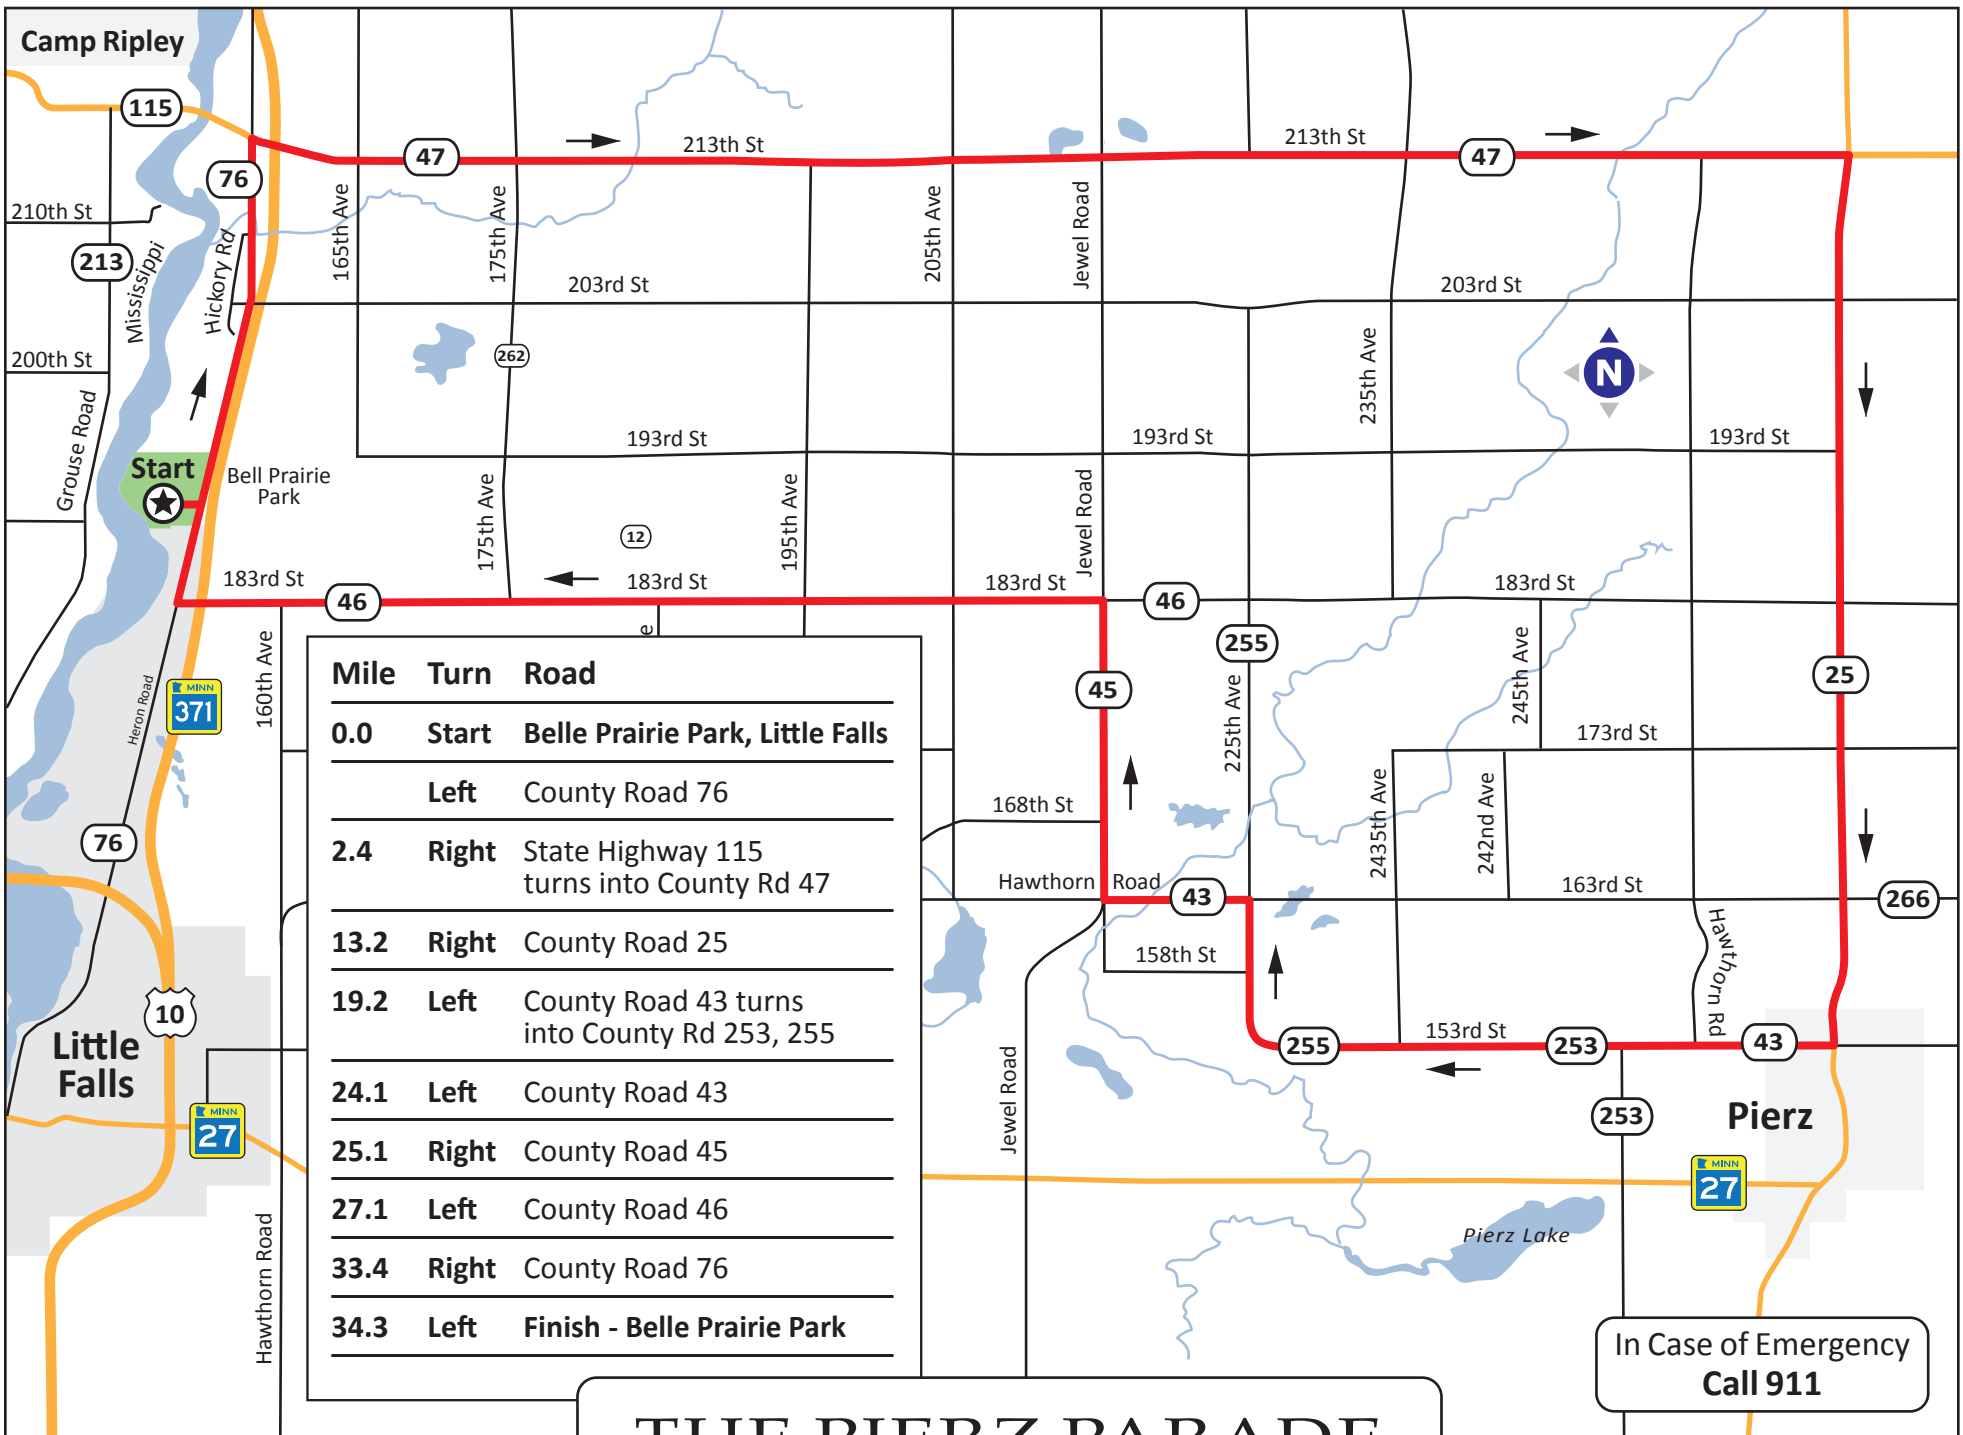 Camp Ripley
115
47
213th St
213th St
47
76
210th St
213
Mississippi
Hickory Rd
165th Ave
175th Ave
205th Ave
Jewel Road
203rd St
203rd St
200th St
262
235th Ave
N
Grouse Road
193rd St
193rd St
193rd St
Start
Bell Prairie
Park
175th Ave
12
195th Ave
Jewel Road
183rd St
183rd St
183rd St
183rd St
46
46
255
e
160th Ave
Heron Road
MINN
371
45
225th Ave
245th Ave
25
173rd St
76
168th St
2435th Ave
242nd Ave
Hawthorn Road
43
163rd St
266
158th St
Hawthorn Rd
10
Little
Falls
MINN
27
Jewel Road
255
153rd St
253
43
253
Pierz
MINN
27
Pierz Lake
Hawthorn Road
Mile Turn Road
0.0 Start Belle Prairie Park, Little Falls
Left County Road 76
2.4 Right State Highway 115
turns into County Rd 47
13.2 Right County Road 25
19.2 Left County Road 43 turns
into County Rd 253, 255
24.1 Left County Road 43
25.1 Right County Road 45
27.1 Left County Road 46
33.4 Right County Road 76
34.3 Left Finish - Belle Prairie Park
In Case of Emergency
Call 911
THE PIERZ PARADE